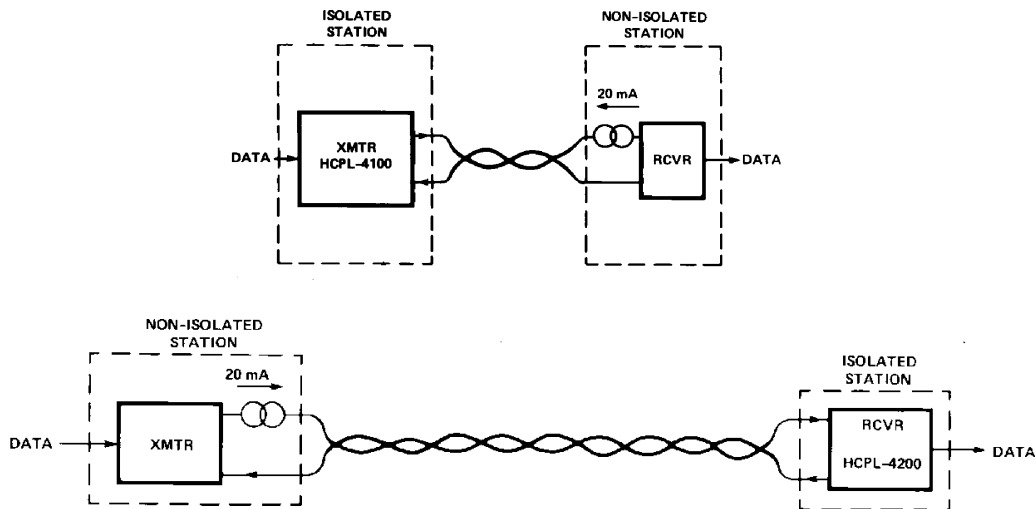 ISOLATED
STATION
NON-ISOLATED
STATION
20 mA
DATA
XMTR
HCPL-4100
RCVR
DATA
NON-ISOLATED
STATION
20 mA
ISOLATED
STATION
DATA
XMTR
RCVR
HCPL-4200
DATA